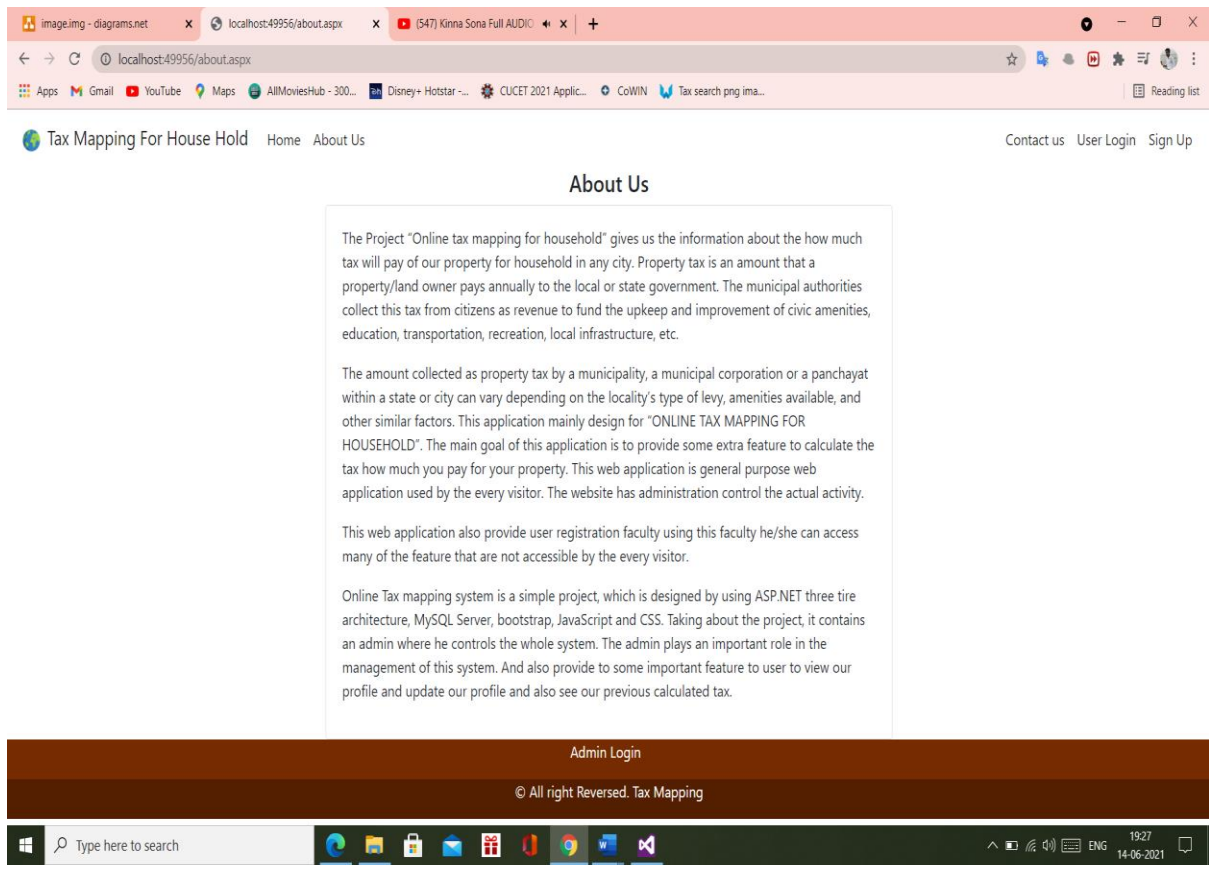 image.img - diagrams.net
localhost:49956/about.aspx
(547) Kinna Sona Full AUDIO
localhost:49956/about.aspx
Apps Gmail YouTube Maps AllMoviesHub - 300... Disney+ Hotstar -... CUCET 2021 Applic... CoWIN Tax search png ima... Reading list
Tax Mapping For House Hold Home About Us Contact us User Login Sign Up
About Us
The Project “Online tax mapping for household” gives us the information about the how much
tax will pay of our property for household in any city. Property tax is an amount that a
property/land owner pays annually to the local or state government. The municipal authorities
collect this tax from citizens as revenue to fund the upkeep and improvement of civic amenities,
education, transportation, recreation, local infrastructure, etc.
The amount collected as property tax by a municipality, a municipal corporation or a panchayat
within a state or city can vary depending on the locality’s type of levy, amenities available, and
other similar factors. This application mainly design for “ONLINE TAX MAPPING FOR
HOUSEHOLD”. The main goal of this application is to provide some extra feature to calculate the
tax how much you pay for your property. This web application is general purpose web
application used by the every visitor. The website has administration control the actual activity.
This web application also provide user registration faculty using this faculty he/she can access
many of the feature that are not accessible by the every visitor.
Online Tax mapping system is a simple project, which is designed by using ASP.NET three tire
architecture, MySQL Server, bootstrap, JavaScript and CSS. Taking about the project, it contains
an admin where he controls the whole system. The admin plays an important role in the
management of this system. And also provide to some important feature to user to view our
profile and update our profile and also see our previous calculated tax.
Admin Login
© All right Reversed. Tax Mapping
Type here to search
ENG
19:27
14-06-2021